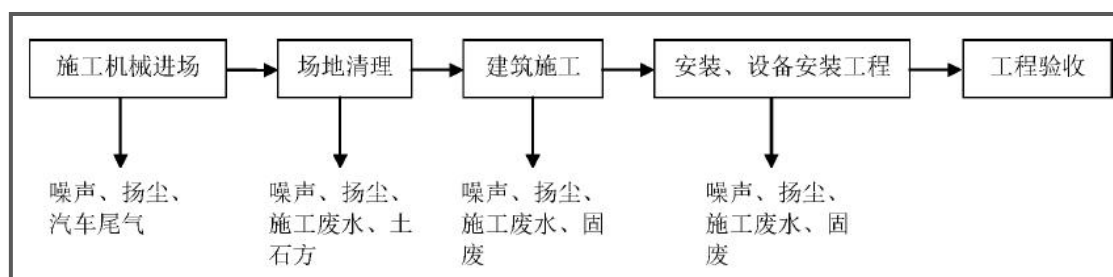 施工机械进场
场地清理
建筑施工
安装、设备安装工程
工程验收
噪声、扬尘、
汽车尾气
噪声、扬尘、
施工废水、土
石方
噪声、扬尘、
施工废水、固
废
噪声、扬尘、
施工废水、固
废